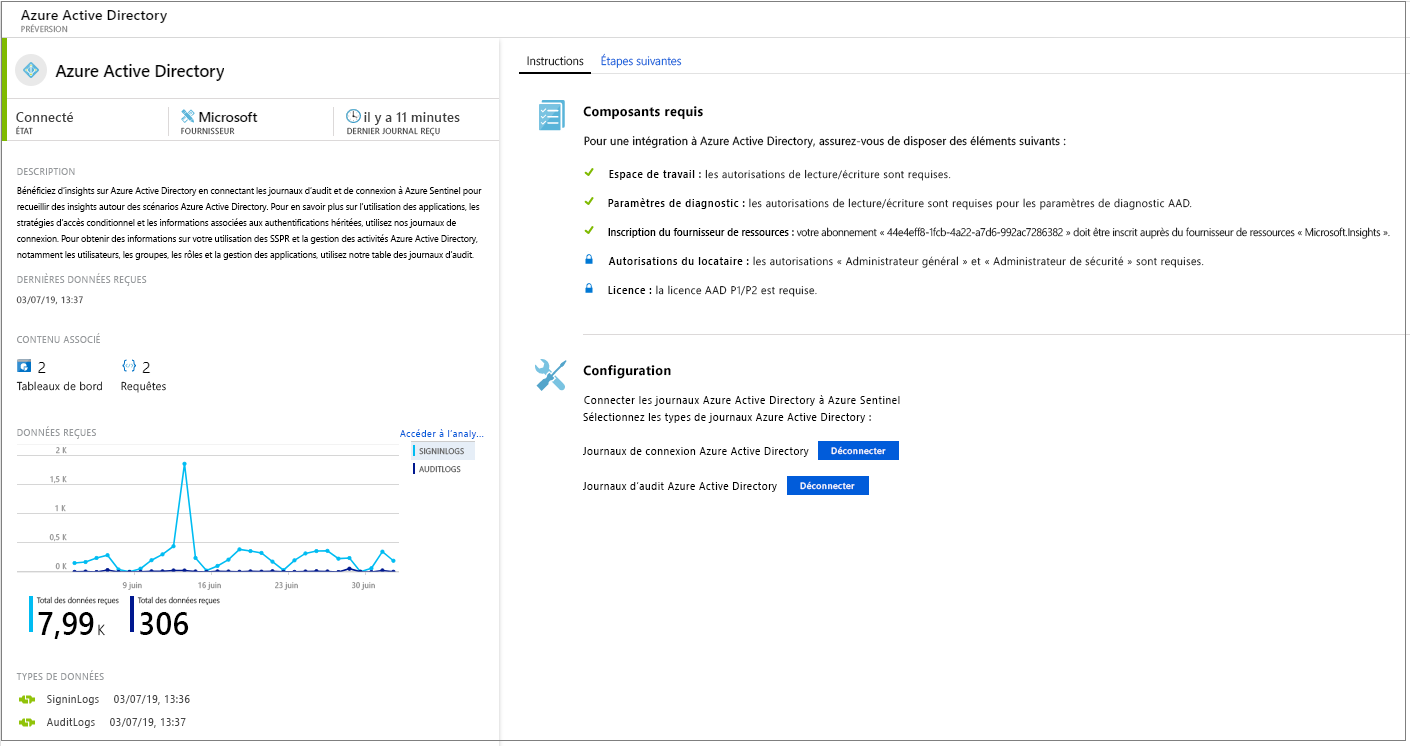 Azure Active Directory
PRÉVERSION
Azure Active Directory
Connecté
ÉTAT
Microsoft
FOURNISSEUR
il y a 11 minutes
DERNIER JOURNAL REÇU
DESCRIPTION
Bénéficiez d'insights sur Azure Active Directory en connectant les journaux d'audit et de connexion à Azure Sentinel pour
recueillir des insights autour des scénarios Azure Active Directory. Pour en savoir plus sur l'utilisation des applications, les
stratégies d'accès conditionnel et les informations associées aux authentifications héritées, utilisez nos journaux de
connexion. Pour obtenir des informations sur votre utilisation des SSPR et la gestion des activités Azure Active Directory,
notamment les utilisateurs, les groupes, les rôles et la gestion des applications, utilisez notre table des journaux d'audit.
DERNIÈRES DONNÉES REÇUES
03/07/19, 13:37
CONTENU ASSOCIÉ
2
Tableaux de bord
2
Requêtes
DONNÉES REÇUES
Accéder à l'analy...
2 K
1,5 K
1 K
0,5 K
0 K
9 juin
16 juin
23 juin
30 juin
SIGNINLOGS
AUDITLOGS
Total des données reçues
7,99 K
Total des données reçues
306
TYPES DE DONNÉES
SigninLogs 03/07/19, 13:36
AuditLogs 03/07/19, 13:37
Instructions
Étapes suivantes
Composants requis
Pour une intégration à Azure Active Directory, assurez-vous de disposer des éléments suivants :
Espace de travail : les autorisations de lecture/écriture sont requises.
Paramètres de diagnostic : les autorisations de lecture/écriture sont requises pour les paramètres de diagnostic AAD.
Inscription du fournisseur de ressources : votre abonnement « 44e4eff8-1fcb-4a22-a7d6-992ac7286382 » doit être inscrit auprès du fournisseur de ressources « Microsoft.Insights ».
Autorisations du locataire : les autorisations « Administrateur général » et « Administrateur de sécurité » sont requises.
Licence : la licence AAD P1/P2 est requise.
Configuration
Connecter les journaux Azure Active Directory à Azure Sentinel
Sélectionnez les types de journaux Azure Active Directory :
Journaux de connexion Azure Active Directory
Déconnecter
Journaux d'audit Azure Active Directory
Déconnecter